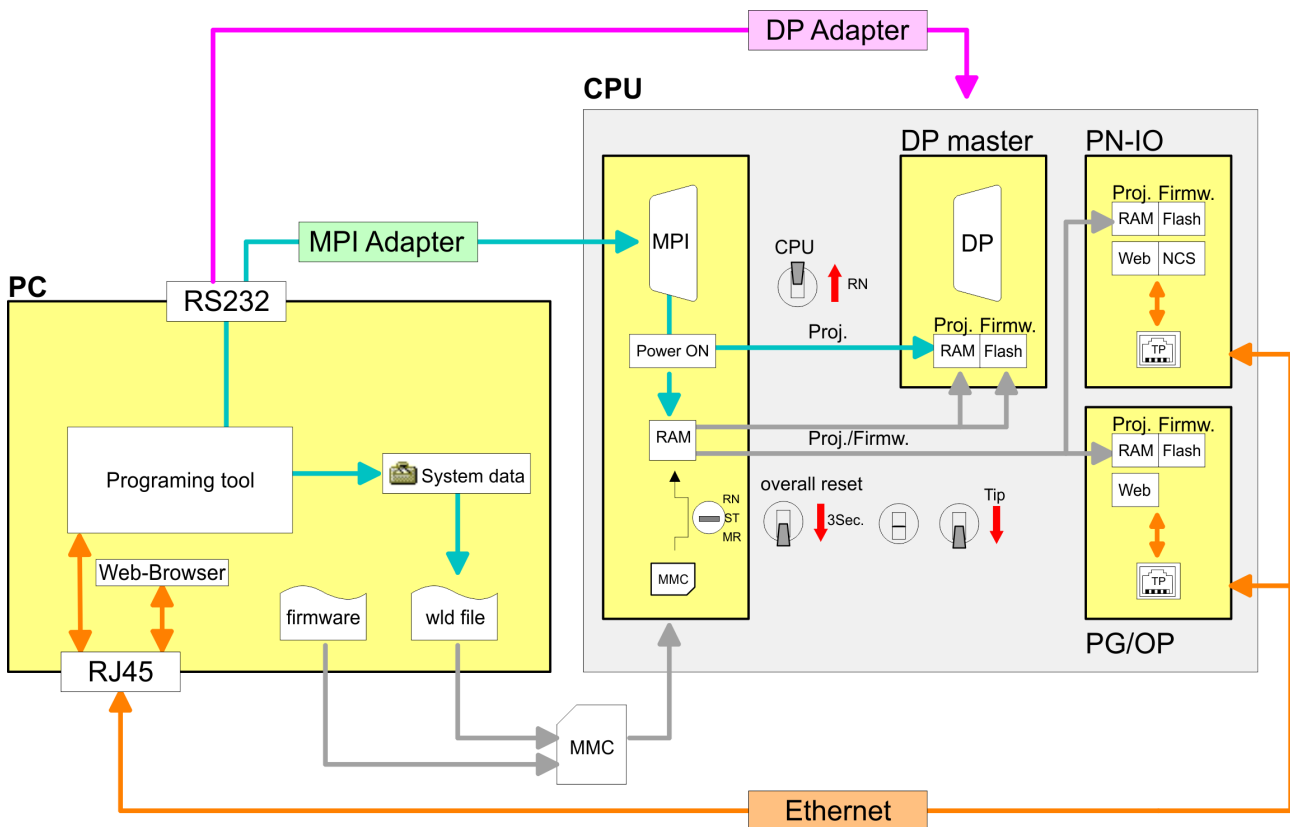 DP Adapter
CPU
DP master
PN-IO
Proj. Firmw.
RAM Flash
Web NCS
TP
MPI
CPU
RN
DP
MPI Adapter
PC
RS232
Power ON
Proj.
Proj. Firmw.
RAM Flash
RAM
Proj./Firmw.
Proj. Firmw.
RAM Flash
Web
TP
PG/OP
Programing tool
System data
overall reset
3Sec.
Tip
RN
ST
MR
MMC
Web-Browser
firmware
wld file
RJ45
MMC
Ethernet